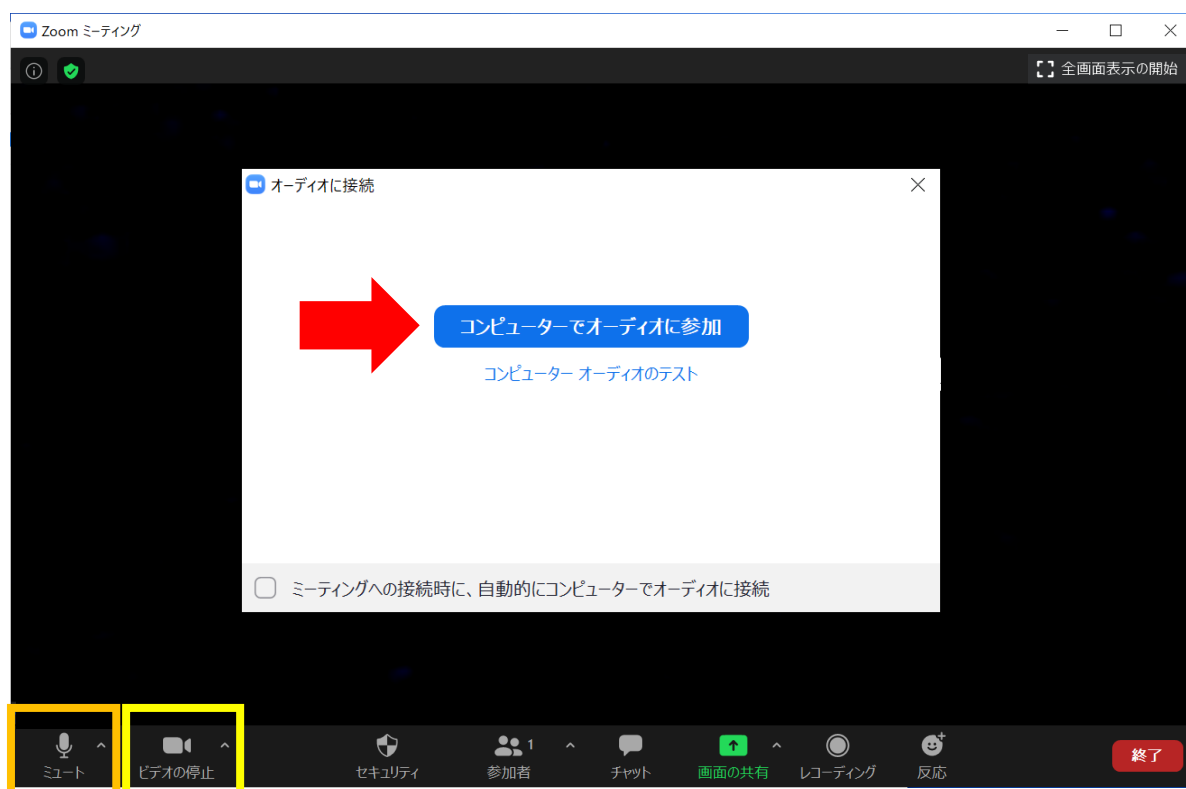 Zoom ミーティング
全画面表示の開始
オーディオに接続
コンピューターでオーディオに参加
コンピューター オーディオのテスト
ミーティングへの接続時に、自動的にコンピューターでオーディオに接続
ミュート
ビデオの停止
セキュリティ
1
参加者
チャット
画面の共有
レコーディング
反応
終了